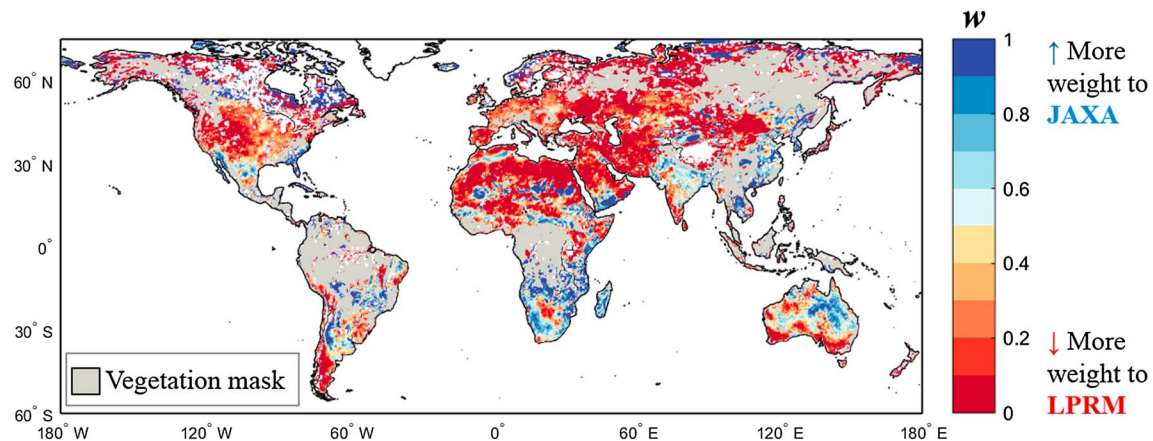 w
60° N
30° N
0°
30° S
60° S
180° W
120° W
60° W
0°
60° E
120° E
180° E
Vegetation mask
1
0.8
0.6
0.4
0.2
0
↑ More
weight to
JAXA
↓ More
weight to
LPRM